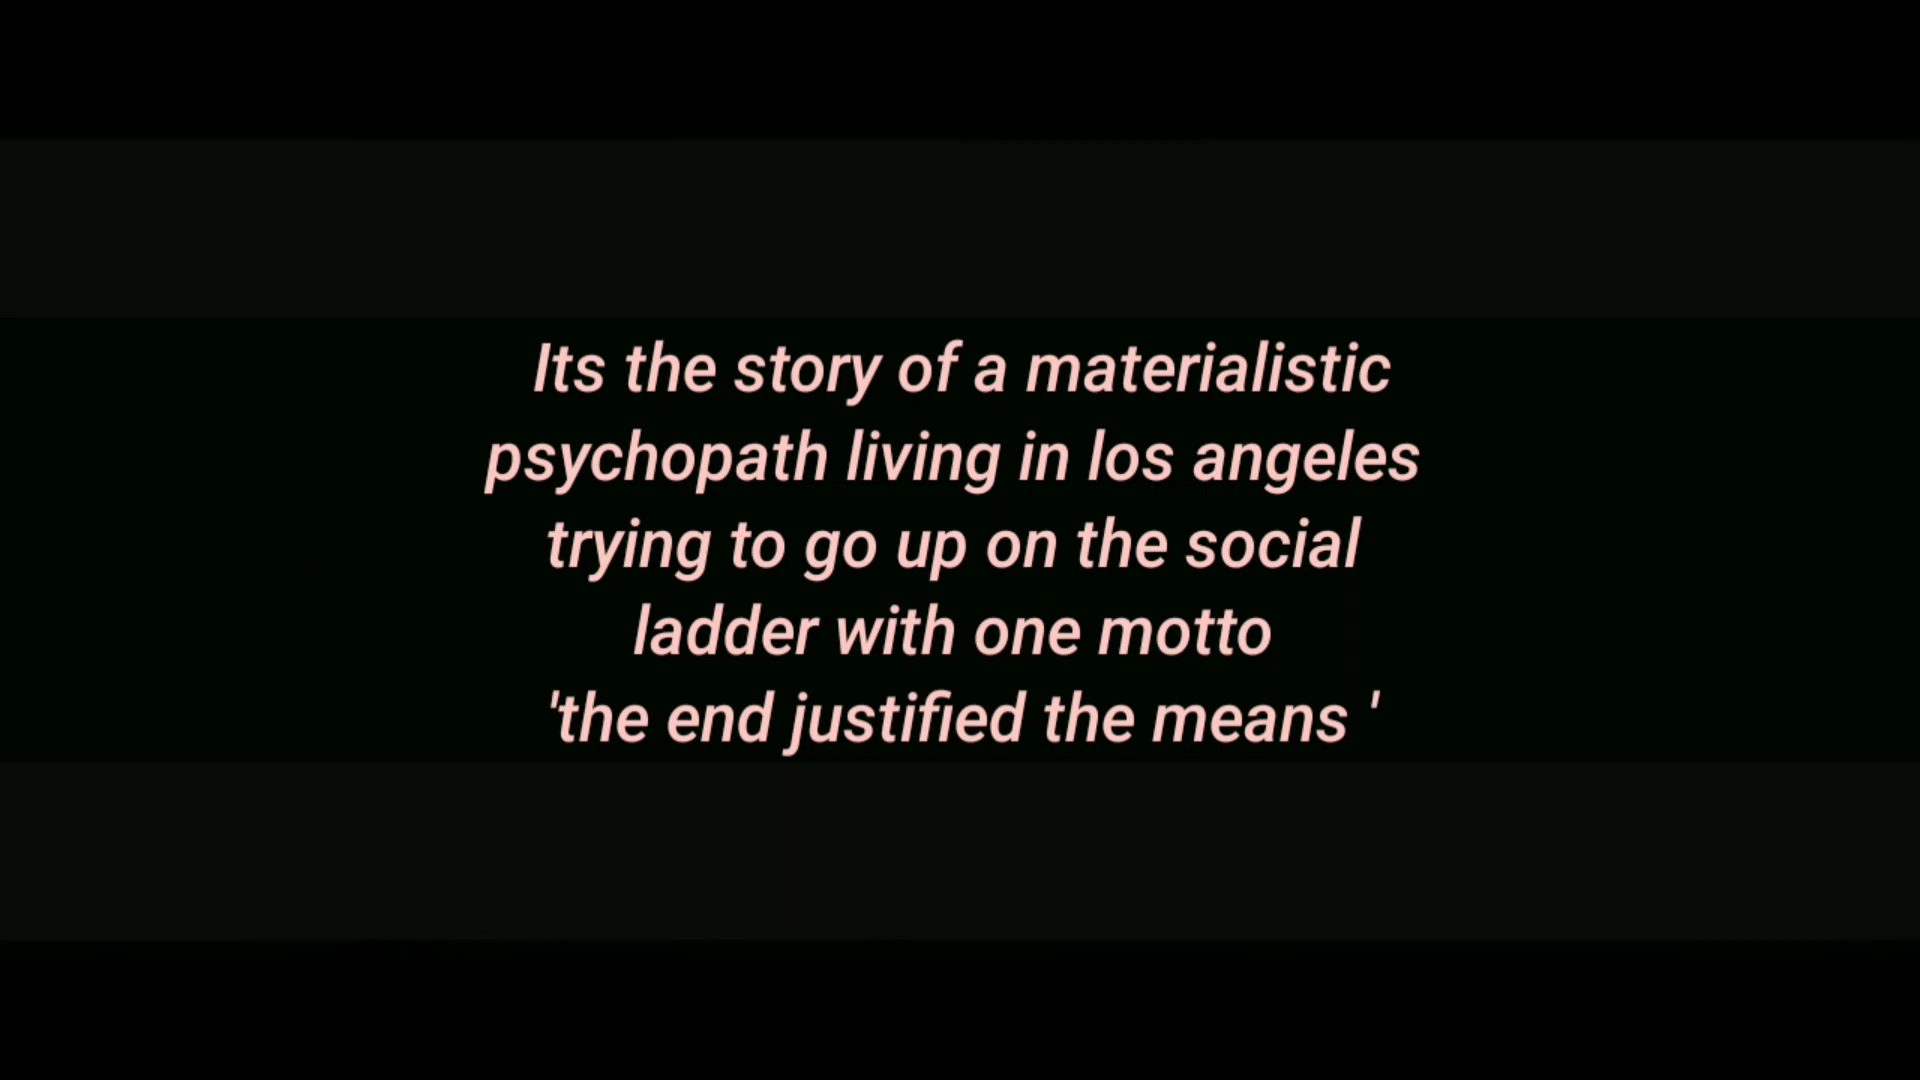 Its the story of a materialistic
psychopath living in los angeles
trying to go up on the social
ladder with one motto
'the end justified the means '